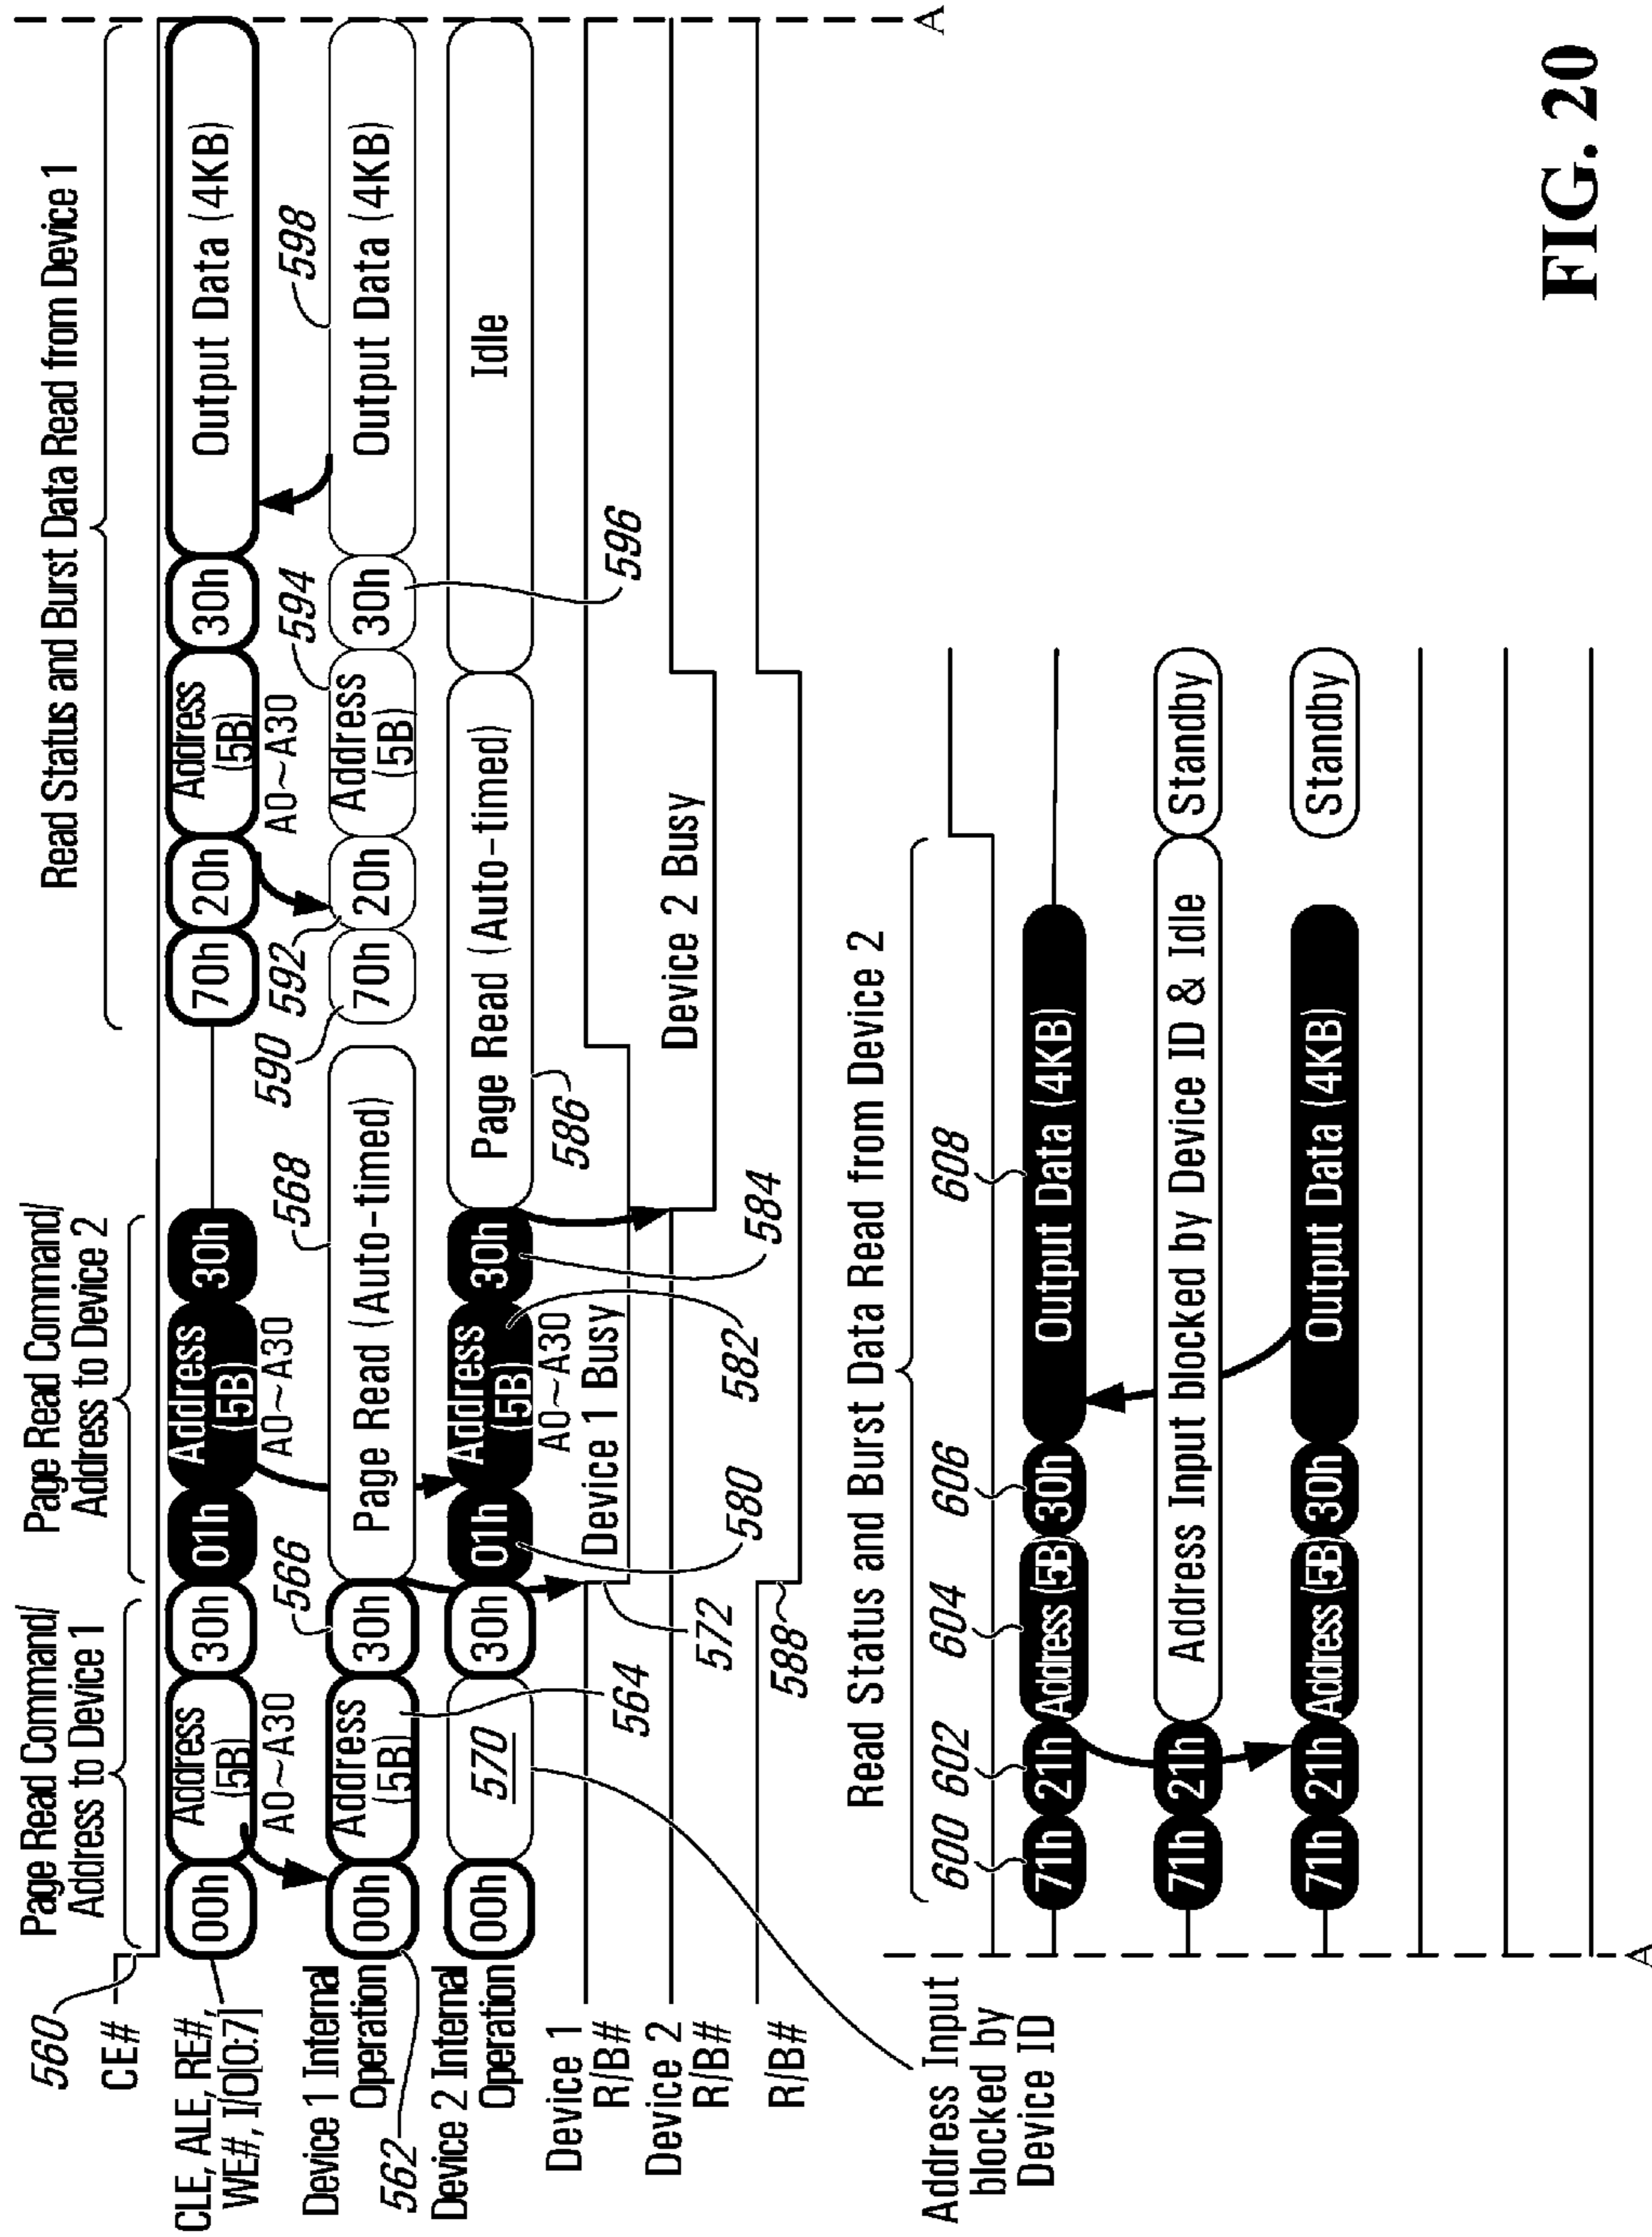 Page Read Command/
Address to Device 1
Page Read Command/
Address to Device 2
Read Status and Burst Data Read from Device 1
560
CE#
CLE, ALE, RE#,
WE#, I/O[0:7]
00h
Address
(5B)
30h
01h
Address
(5B)
30h
70h
20h
Address
(5B)
30h
Output Data (4KB)
A0~A30
A0~A30
A0~A30
566
568
590
592
594
598
Device 1 Internal
Operation
00h
Address
(5B)
30h
Page Read (Auto-timed)
70h
20h
Address
(5B)
30h
Output Data (4KB)
562
Device 2 Internal
Operation
00h
570
30h
01h
Address
(5B)
30h
Page Read (Auto-timed)
Idle
A0~A30
586
596
Device 1
R/B#
Device 1 Busy
564
572
580
582
584
Device 2
R/B#
Device 2 Busy
R/B#
588
A
Read Status and Burst Data Read from Device 2
Address Input
blocked by
Device ID
600
602
604
606
608
71h
21h
Address (5B)
30h
Output Data (4KB)
71h
21h
Address Input blocked by Device ID & Idle
Standby
71h
21h
Address (5B)
30h
Output Data (4KB)
Standby
A
FIG. 20